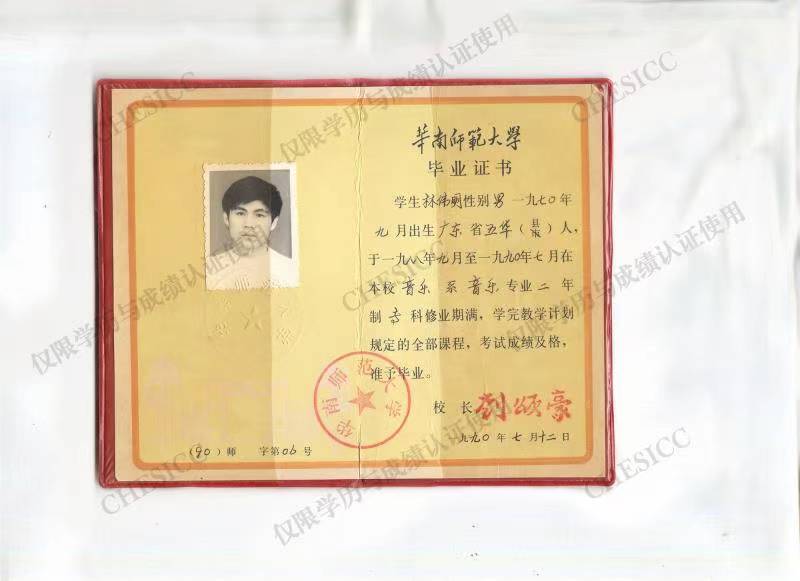 華南师範大學
毕业证书
学生林伟 性别男 一九七〇年
九月出生广东省五华（县）人，
于一九八八年九月至一九九〇年七月在
本校音乐系音乐专业二年
制专科修业期满，学完教学计划
规定的全部课程，考试成绩及格，
准予毕业。
校长 刘颂豪
一九九〇年七月十二日
（90）师 字第06号
华南师范大学
CHESICC
仅限学历与成绩认证使用
CHESICC
仅限学历与成绩认证使用
CHESICC
仅限学历与成绩认证使用
CHESICC
仅限学历与成绩认证使用
CHESICC